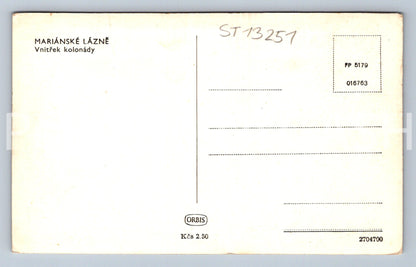 ST 13251
MARIÁNSKÉ LÁZNĚ
Vnitřek kolonády
FP 5179
016763
ORBIS
Kčs 2.50
2704700